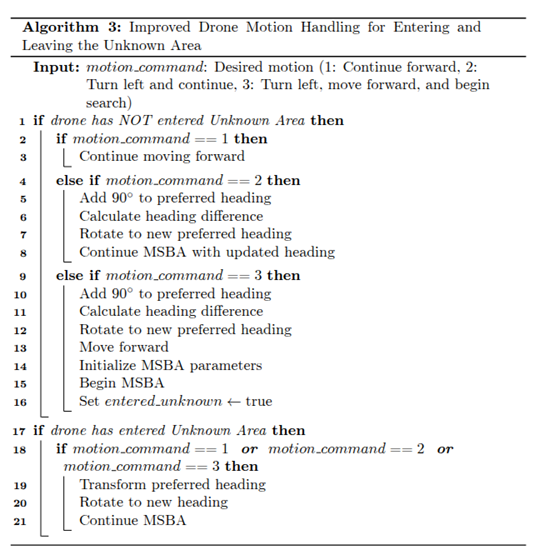 Algorithm 3: Improved Drone Motion Handling for Entering and
Leaving the Unknown Area
Input: motion_command: Desired motion (1: Continue forward, 2:
Turn left and continue, 3: Turn left, move forward, and begin
search)
1 if drone has NOT entered Unknown Area then
2 if motion_command == 1 then
3 Continue moving forward
4 else if motion_command == 2 then
5 Add 90° to preferred heading
6 Calculate heading difference
7 Rotate to new preferred heading
8 Continue MSBA with updated heading
9 else if motion_command == 3 then
10 Add 90° to preferred heading
11 Calculate heading difference
12 Rotate to new preferred heading
13 Move forward
14 Initialize MSBA parameters
15 Begin MSBA
16 Set entered_unknown ← true
17 if drone has entered Unknown Area then
18 if motion_command == 1 or motion_command == 2 or
motion_command == 3 then
19 Transform preferred heading
20 Rotate to new heading
21 Continue MSBA